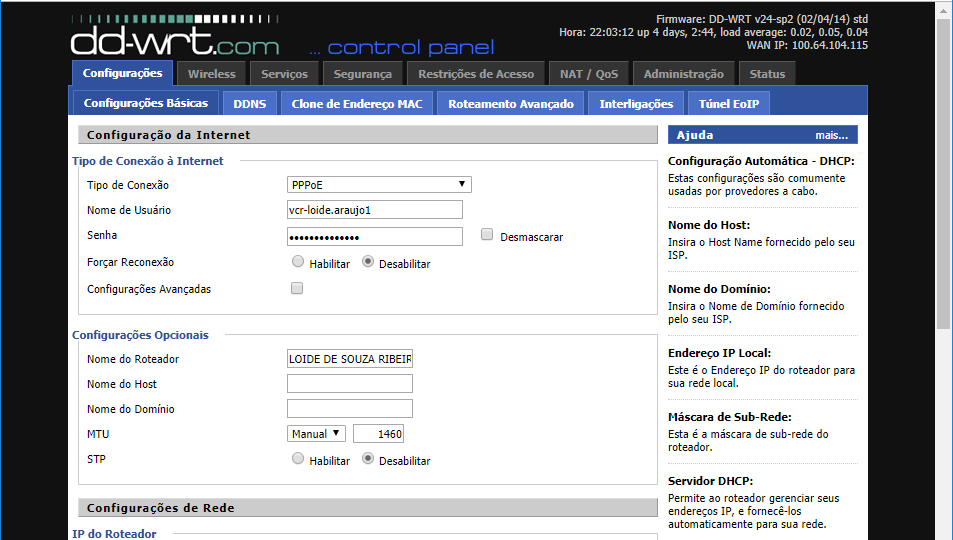 Firmware: DD-WRT v24-sp2 (02/04/14) std
Hora: 22:03:12 up 4 days, 2:44, load average: 0.02, 0.05, 0.04
WAN IP: 100.64.104.115
dd-wrt.com ... control panel
Configurações Wireless Serviços Segurança Restrições de Acesso NAT / QoS Administração Status
Configurações Básicas DDNS Clone de Endereço MAC Roteamento Avançado Interligações Túnel EoIP
Configuração da Internet
Tipo de Conexão à Internet
Tipo de Conexão PPPoE
Nome de Usuário vcr-loide.araujo1
Senha •••••••••••••• Desmascarar
Forçar Reconexão Habilitar Desabilitar
Configurações Avançadas
Configurações Opcionais
Nome do Roteador LOIDE DE SOUZA RIBEIR
Nome do Host
Nome do Domínio
MTU Manual 1460
STP Habilitar Desabilitar
Configurações de Rede
IP do Roteador
Ajuda mais...
Configuração Automática - DHCP:
Estas configurações são comumente
usadas por provedores a cabo.
Nome do Host:
Insira o Host Name fornecido pelo seu
ISP.
Nome do Domínio:
Insira o Nome de Domínio fornecido
pelo seu ISP.
Endereço IP Local:
Este é o Endereço IP do roteador para
sua rede local.
Máscara de Sub-Rede:
Esta é a máscara de sub-rede do
roteador.
Servidor DHCP:
Permite ao roteador gerenciar seus
endereços IP, e fornecê-los
automaticamente para sua rede.